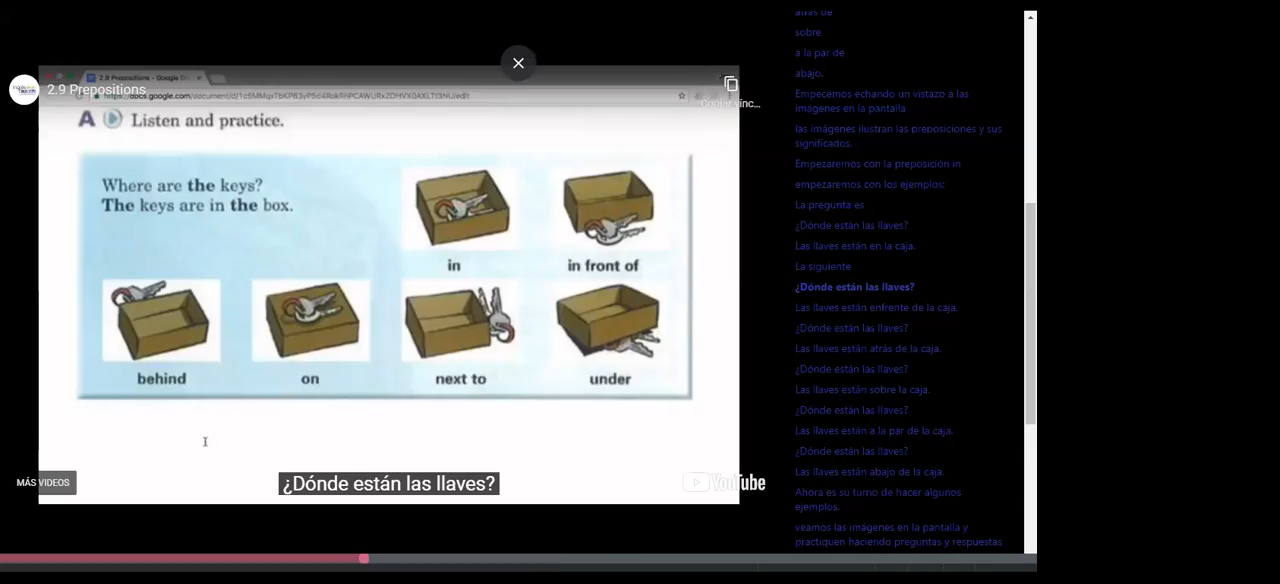 atrás de
sobre
a la par de
abajo.
Empecemos echando un vistazo a las
imágenes en la pantalla
las imágenes ilustran las preposiciones y sus
significados.
Empezaremos con la preposición in
empezaremos con los ejemplos:
La pregunta es
¿Dónde están las llaves?
Las llaves están en la caja.
La siguiente
¿Dónde están las llaves?
Las llaves están enfrente de la caja.
¿Dónde están las llaves?
Las llaves están atrás de la caja.
¿Dónde están las llaves?
Las llaves están sobre la caja.
¿Dónde están las llaves?
Las llaves están a la par de la caja.
¿Dónde están las llaves?
Las llaves están abajo de la caja.
Ahora es su turno de hacer algunos
ejemplos.
veamos las imágenes en la pantalla y
practiquen haciendo preguntas y respuestas
2.9 Prepositions - Google Do
2.9 Prepositions
A Listen and practice.
Where are the keys?
The keys are in the box.
in
in front of
behind
on
next to
under
MÁS VIDEOS
¿Dónde están las llaves?
YouTube